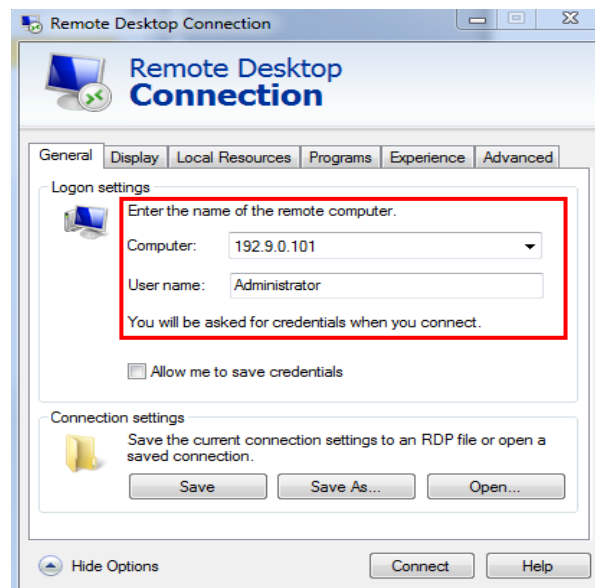 Remote Desktop Connection
Remote Desktop
Connection
General Display Local Resources Programs Experience Advanced
Logon settings
Enter the name of the remote computer.
Computer: 192.9.0.101
User name: Administrator
You will be asked for credentials when you connect.
Allow me to save credentials
Connection settings
Save the current connection settings to an RDP file or open a
saved connection.
Save Save As... Open...
Hide Options Connect Help